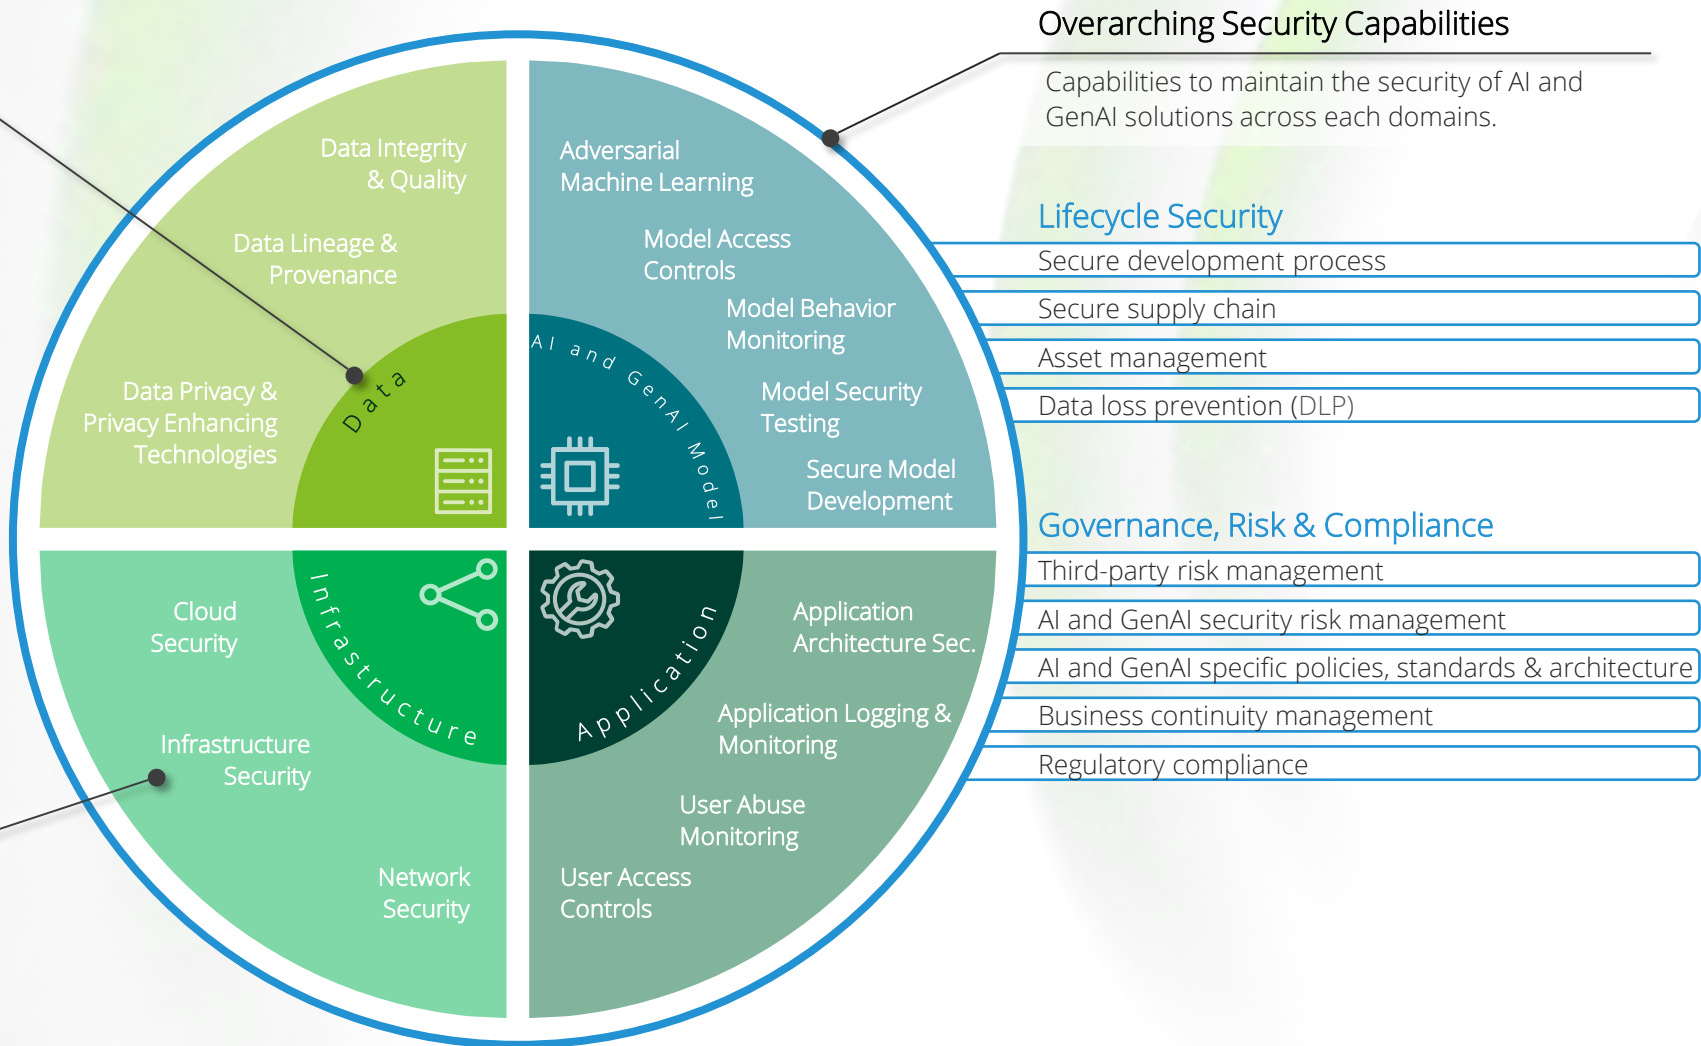 Overarching Security Capabilities
Capabilities to maintain the security of AI and
GenAI solutions across each domains.
Data Integrity
& Quality
Data Lineage &
Provenance
Data Privacy &
Privacy Enhancing
Technologies
Data
Adversarial
Machine Learning
Model Access
Controls
Model Behavior
Monitoring
Model Security
Testing
Secure Model
Development
AI and GenAI Model
Cloud
Security
Infrastructure
Security
Network
Security
Infrastructure
Application
Architecture Sec.
Application Logging &
Monitoring
User Abuse
Monitoring
User Access
Controls
Application
Lifecycle Security
Secure development process
Secure supply chain
Asset management
Data loss prevention (DLP)
Governance, Risk & Compliance
Third-party risk management
AI and GenAI security risk management
AI and GenAI specific policies, standards & architecture
Business continuity management
Regulatory compliance